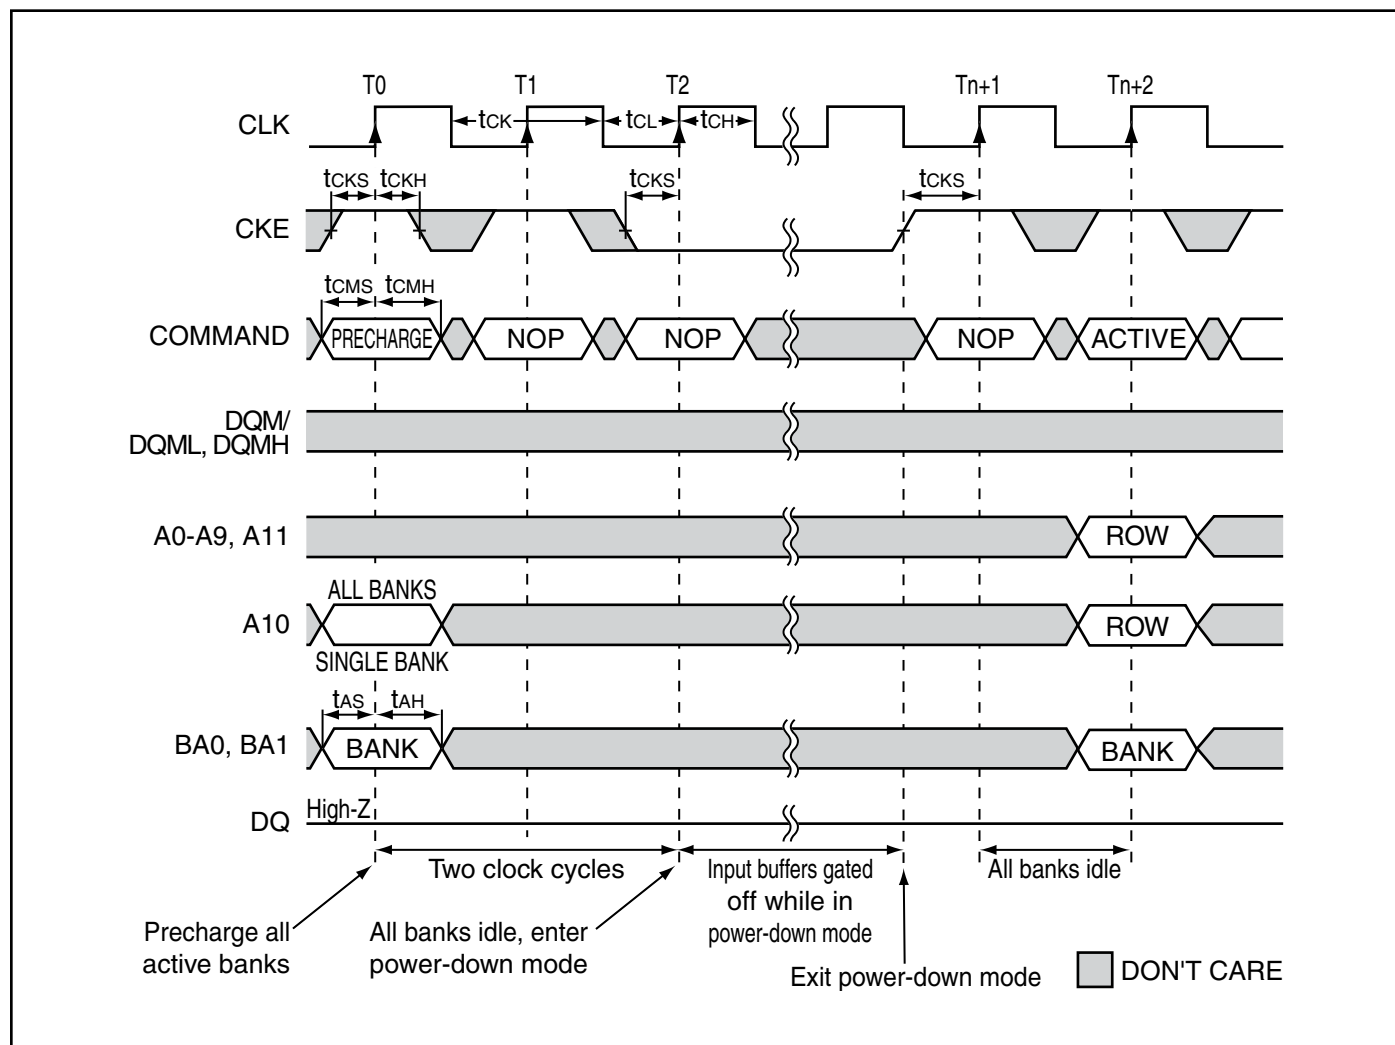 T0 T1 T2 Tn+1 Tn+2
CLK tCK tCL tCH
tCKS tCKH tCKS tCKS
CKE
tCMS tCMH
COMMAND PRECHARGE NOP NOP NOP ACTIVE
DQM/
DQML, DQMH
A0-A9, A11 ROW
ALL BANKS
A10 ROW
SINGLE BANK
tAS tAH
BA0, BA1 BANK BANK
DQ High-Z
Two clock cycles
Input buffers gated
off while in
power-down mode
All banks idle
Precharge all
active banks
All banks idle, enter
power-down mode
Exit power-down mode
DON'T CARE